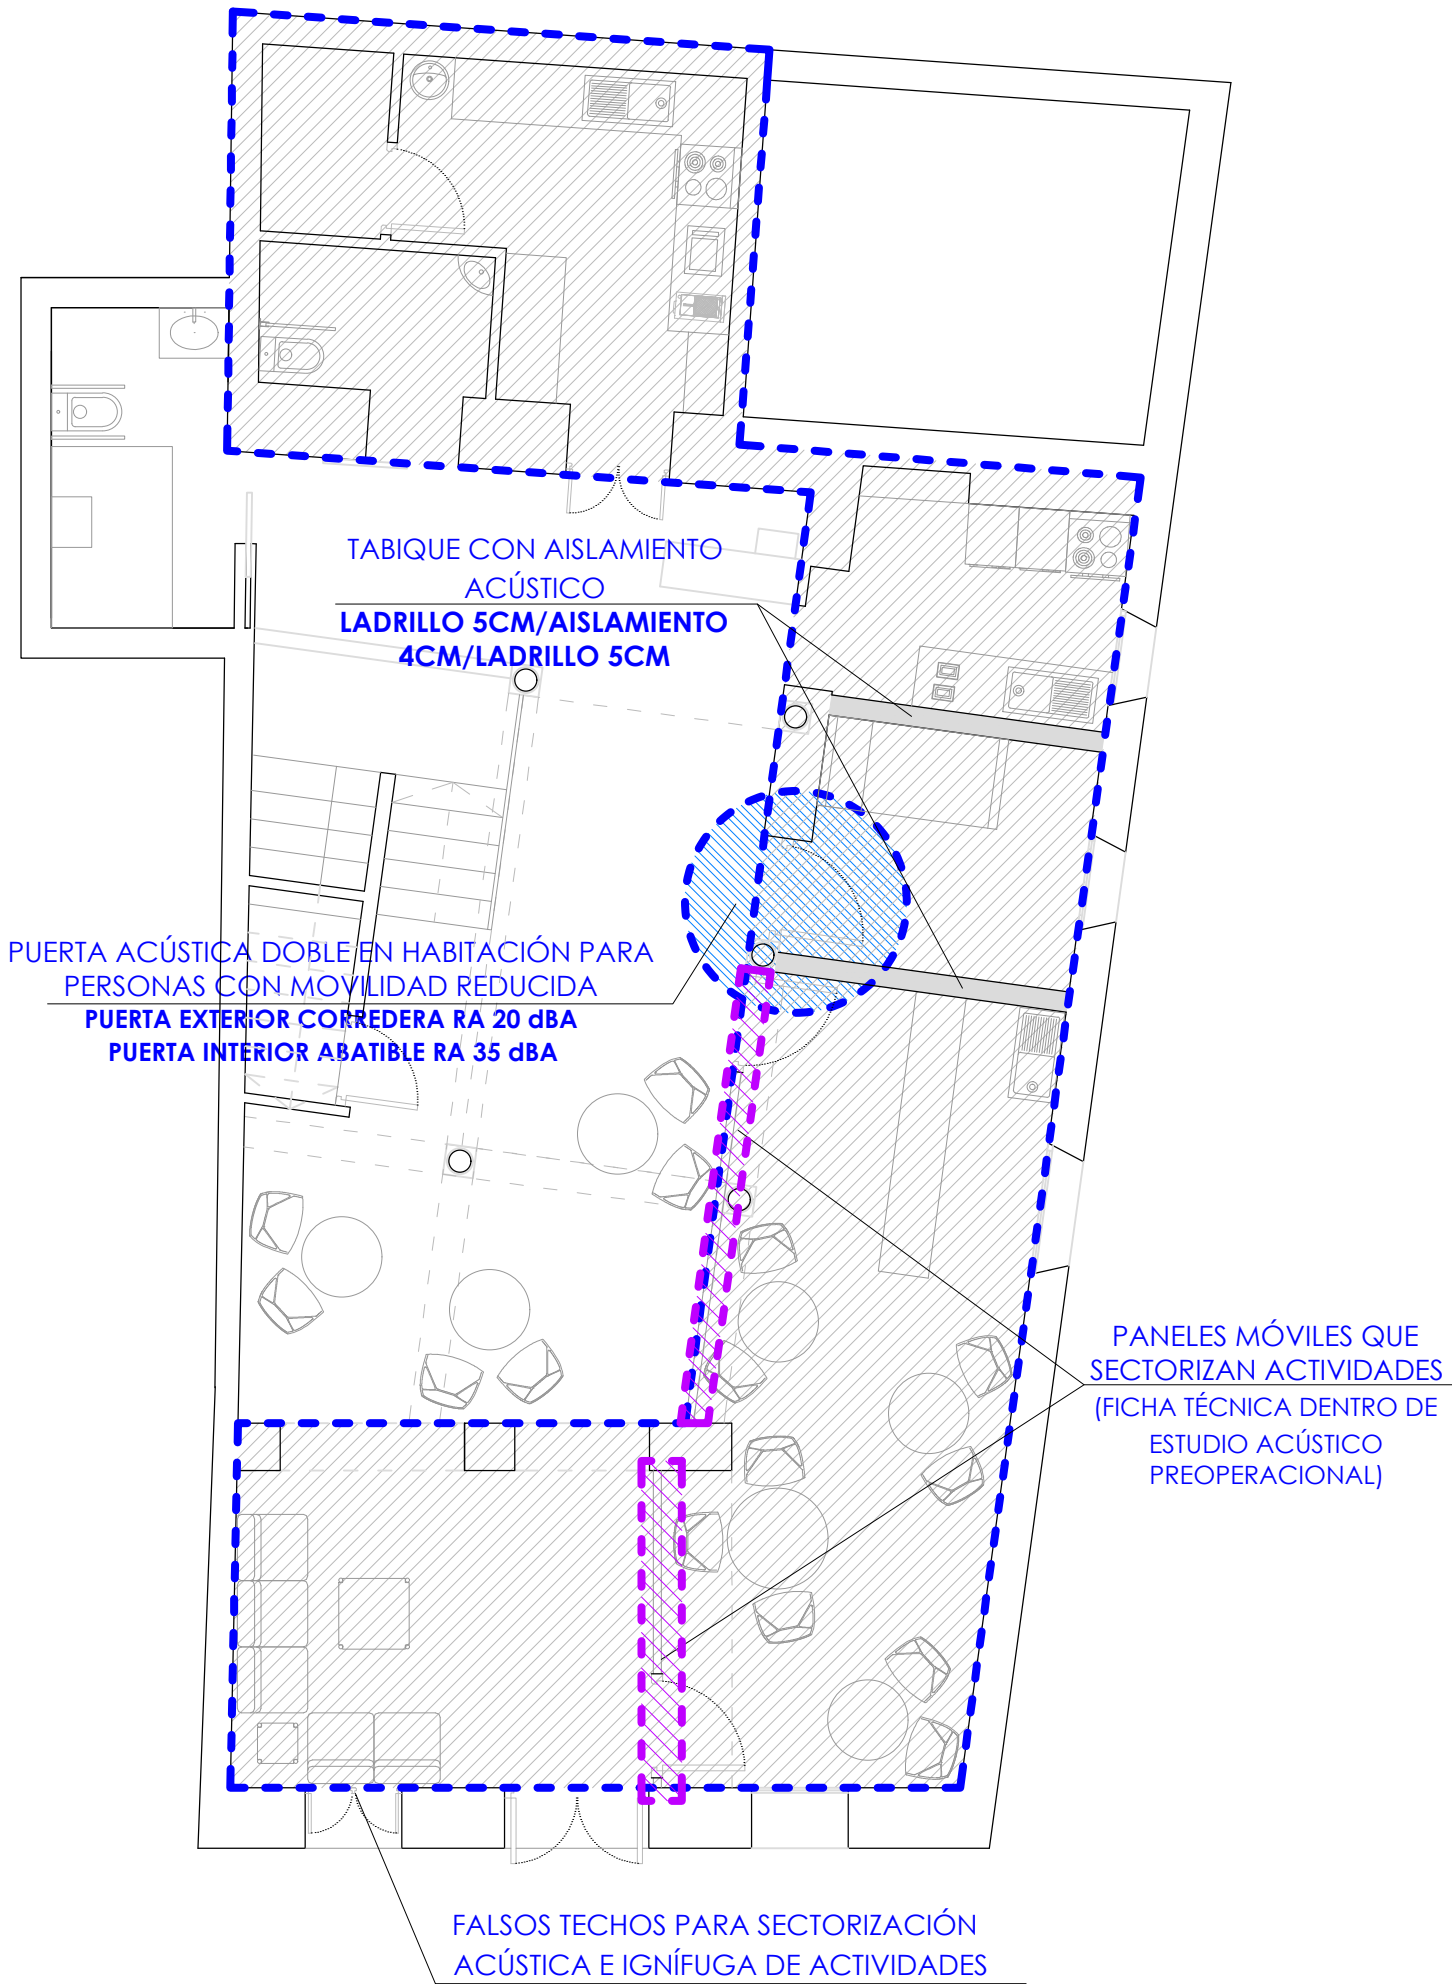 TABIQUE CON AISLAMIENTO
ACÚSTICO
LADRILLO 5CM/AISLAMIENTO
4CM/LADRILLO 5CM
PUERTA ACÚSTICA DOBLE EN HABITACIÓN PARA
PERSONAS CON MOVILIDAD REDUCIDA
PUERTA EXTERIOR CORREDERA RA 20 dBA
PUERTA INTERIOR ABATIBLE RA 35 dBA
PANELES MÓVILES QUE
SECTORIZAN ACTIVIDADES
(FICHA TÉCNICA DENTRO DE
ESTUDIO ACÚSTICO
PREOPERACIONAL)
FALSOS TECHOS PARA SECTORIZACIÓN
ACÚSTICA E IGNÍFUGA DE ACTIVIDADES